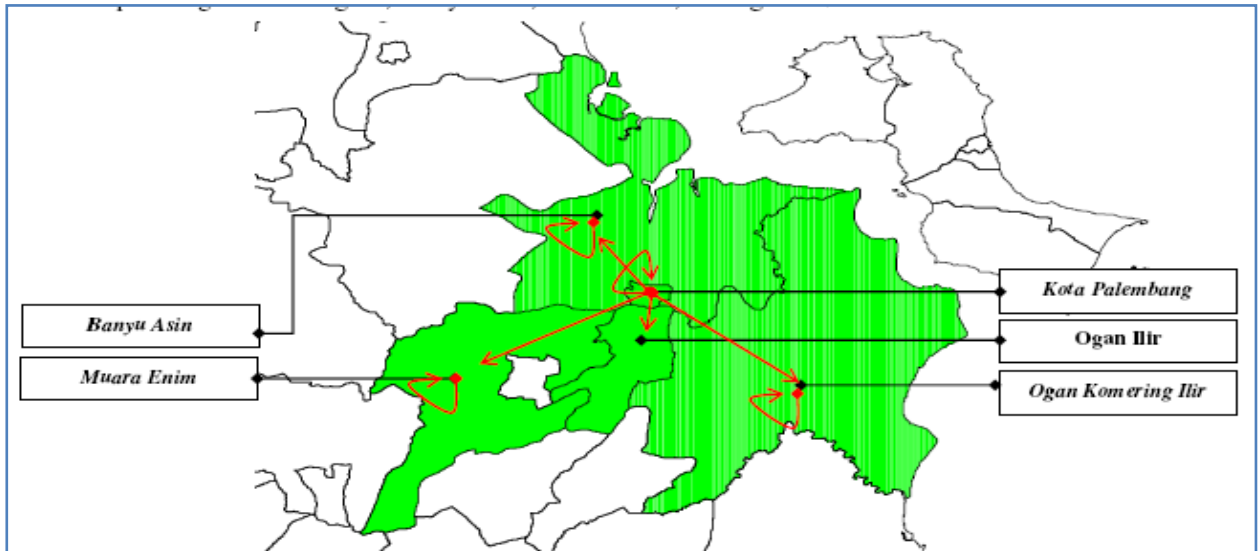 Banyu Asin
Muara Enim
Kota Palembang
Ogan Ilir
Ogan Komering Ilir